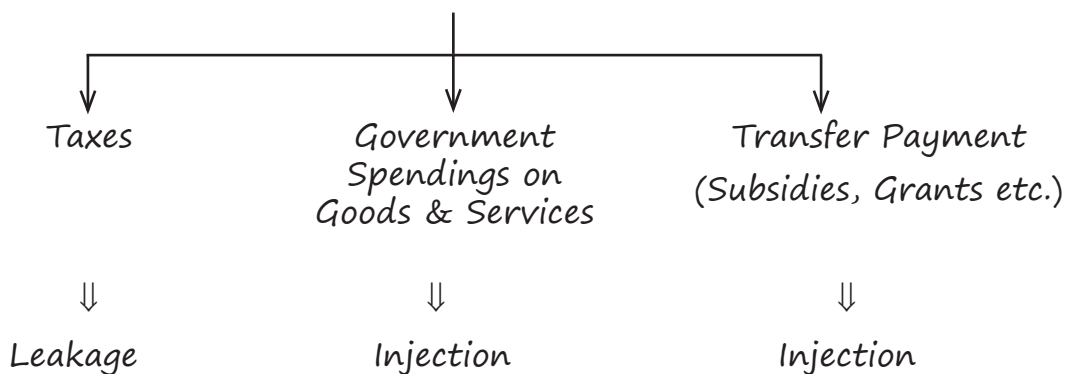 Taxes
Government
Spendings on
Goods & Services
Transfer Payment
(Subsidies, Grants etc.)
⇓
⇓
⇓
Leakage
Injection
Injection